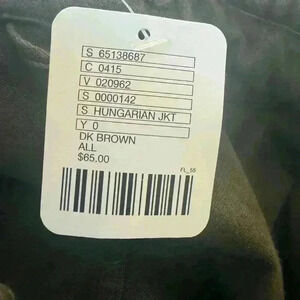 S 65138687
C 0415
V 020962
S 0000142
S HUNGARIAN JKT
Y 0
DK BROWN
ALL
$65.00
FL_55